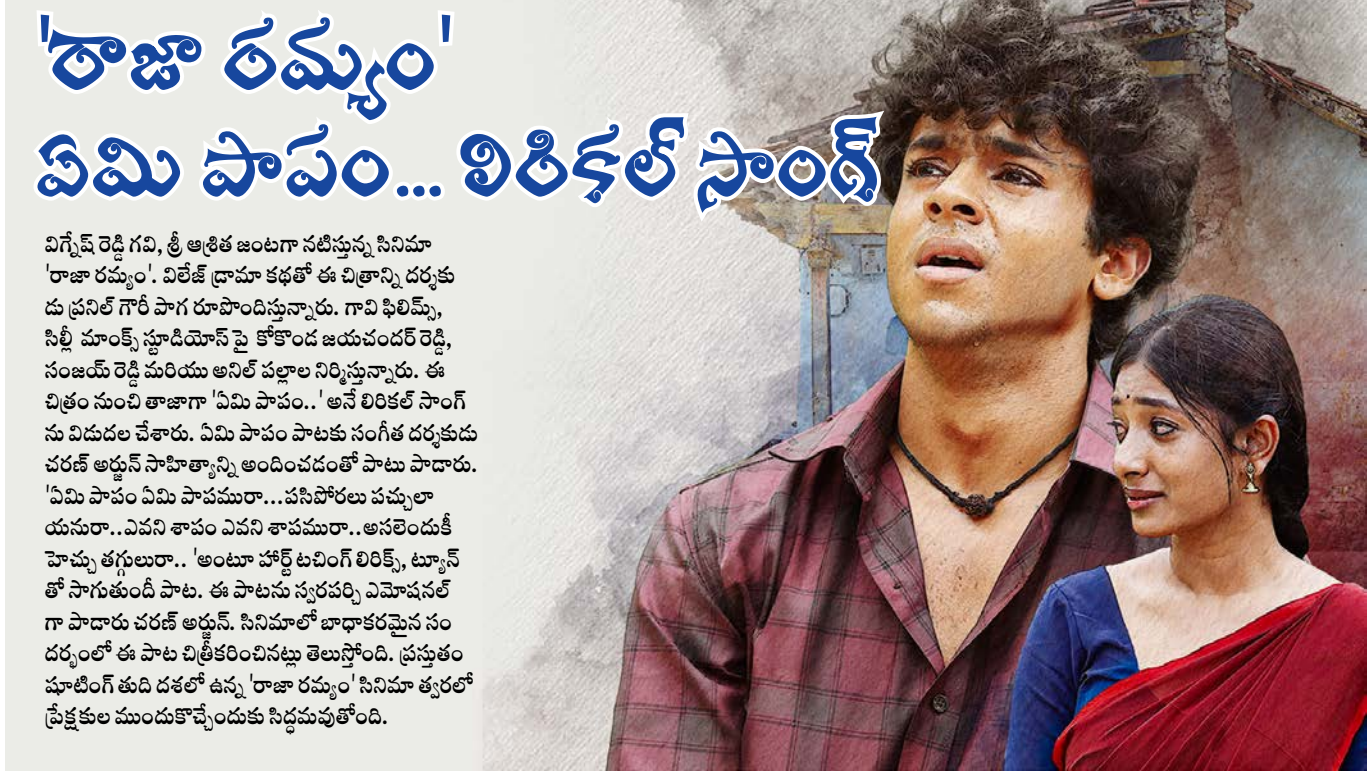 'రాజా రమ్యం'
ఏమి పాపం... లిరికల్ సాంగ్
విగ్నేష్ రెడ్డి గవి, శ్రీ ఆశ్రిత జంటగా నటిస్తున్న సినిమా
'రాజా రమ్యం'. విలేజ్ డ్రామా కథతో ఈ చిత్రాన్ని దర్శకు
డు ప్రనిల్ గౌరీ పాగ రూపొందిస్తున్నారు. గావి ఫిలిమ్స్,
సిల్లీ మాంక్స్ స్టూడియోస్ పై కోకొండ జయచందర్ రెడ్డి,
సంజయ్ రెడ్డి మరియు అనిల్ పల్లాల నిర్మిస్తున్నారు. ఈ
చిత్రం నుంచి తాజాగా 'ఏమి పాపం..' అనే లిరికల్ సాంగ్
ను విడుదల చేశారు. ఏమి పాపం పాటకు సంగీత దర్శకుడు
చరణ్ అర్జున్ సాహిత్యాన్ని అందించడంతో పాటు పాడారు.
'ఏమి పాపం ఏమి పాపమురా...పసిపోరలు పచ్చులా
యనురా..ఎవని శాపం ఎవని శాపమురా..అసలెందుకీ
హెచ్చు తగ్గులురా.. 'అంటూ హార్ట్ టచింగ్ లిరిక్స్, ట్యూన్
తో సాగుతుందీ పాట. ఈ పాటను స్వరపర్చి ఎమోషనల్
గా పాడారు చరణ్ అర్జున్. సినిమాలో బాధాకరమైన సం
దర్భంలో ఈ పాట చిత్రీకరించినట్లు తెలుస్తోంది. ప్రస్తుతం
షూటింగ్ తుది దశలో ఉన్న 'రాజా రమ్యం' సినిమా త్వరలో
ప్రేక్షకుల ముందుకొచ్చేందుకు సిద్ధమవుతోంది.